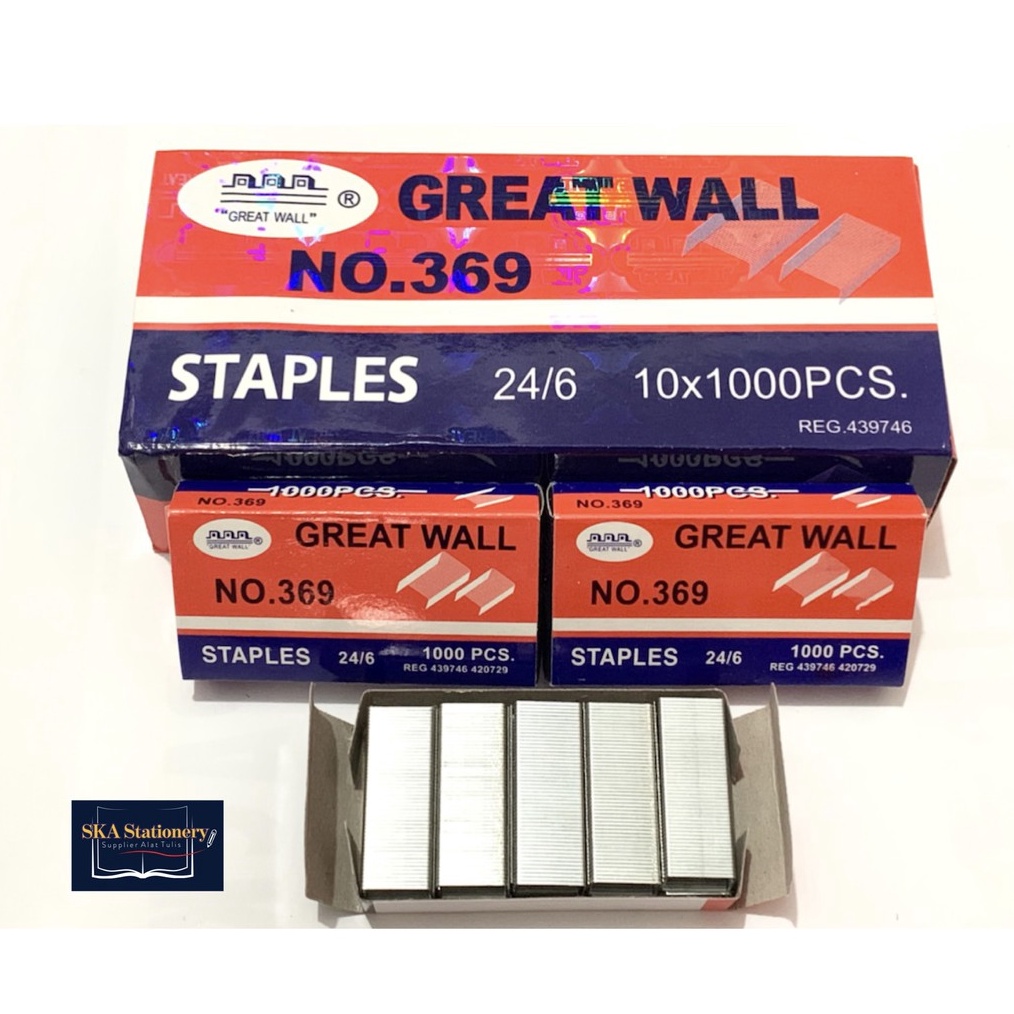 "GREAT WALL" ®
GREAT WALL
NO.369
STAPLES 24/6 10x1000PCS.
REG.439746
1000PCS.
1000PCS
NO.369 1000PCS.
"GREAT WALL" ®
GREAT WALL
NO.369
STAPLES 24/6 1000 PCS.
REG 439746 420729
NO.369 1000PCS.
"GREAT WALL" ®
GREAT WALL
NO.369
STAPLES 24/6 1000 PCS.
REG 439746 420729
SKA Stationery
Supplier Alat Tulis